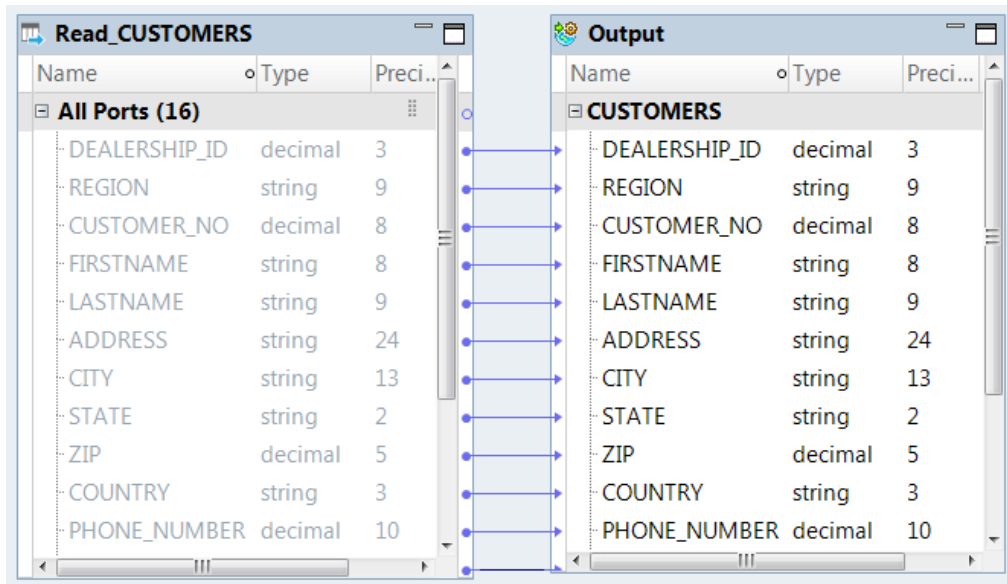 Read_CUSTOMERS
Name Type Preci...
All Ports (16)
DEALERSHIP_ID decimal 3
REGION string 9
CUSTOMER_NO decimal 8
FIRSTNAME string 8
LASTNAME string 9
ADDRESS string 24
CITY string 13
STATE string 2
ZIP decimal 5
COUNTRY string 3
PHONE_NUMBER decimal 10
Output
Name Type Preci...
CUSTOMERS
DEALERSHIP_ID decimal 3
REGION string 9
CUSTOMER_NO decimal 8
FIRSTNAME string 8
LASTNAME string 9
ADDRESS string 24
CITY string 13
STATE string 2
ZIP decimal 5
COUNTRY string 3
PHONE_NUMBER decimal 10